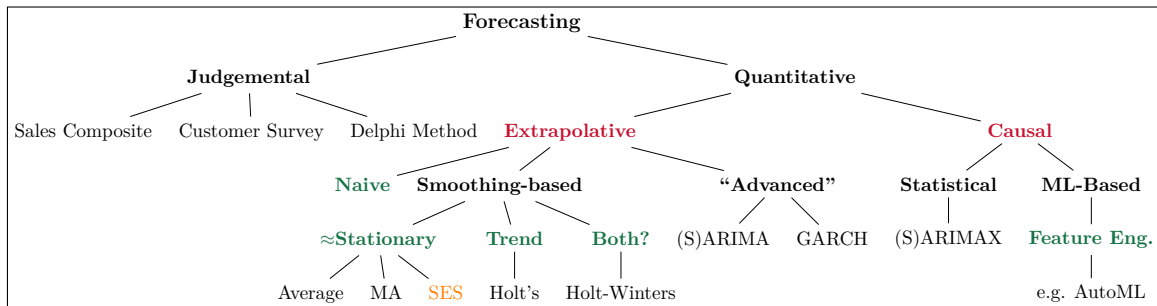 Forecasting
Judgemental Quantitative
Sales Composite Customer Survey Delphi Method Extrapolative Causal
Naive Smoothing-based “Advanced” Statistical ML-Based
≈Stationary Trend Both? (S)ARIMA GARCH (S)ARIMAX Feature Eng.
Average MA SES Holt's Holt-Winters e.g. AutoML